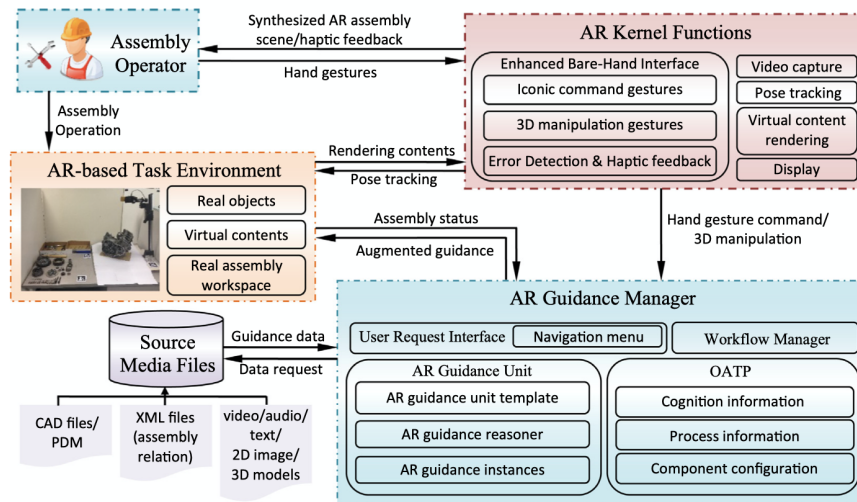 Assembly
Operator
Synthesized AR assembly
scene/haptic feedback
Hand gestures
AR Kernel Functions
Enhanced Bare-Hand Interface
Iconic command gestures
3D manipulation gestures
Error Detection & Haptic feedback
Video capture
Pose tracking
Virtual content
rendering
Display
Assembly
Operation
AR-based Task Environment
Real objects
Virtual contents
Real assembly
workspace
Rendering contents
Pose tracking
Assembly status
Augmented guidance
Hand gesture command/
3D manipulation
AR Guidance Manager
User Request Interface
Navigation menu
Workflow Manager
AR Guidance Unit
AR guidance unit template
AR guidance reasoner
AR guidance instances
OATP
Cognition information
Process information
Component configuration
Source
Media Files
Guidance data
Data request
CAD files/
PDM
XML files
(assembly
relation)
video/audio/
text/
2D image/
3D models